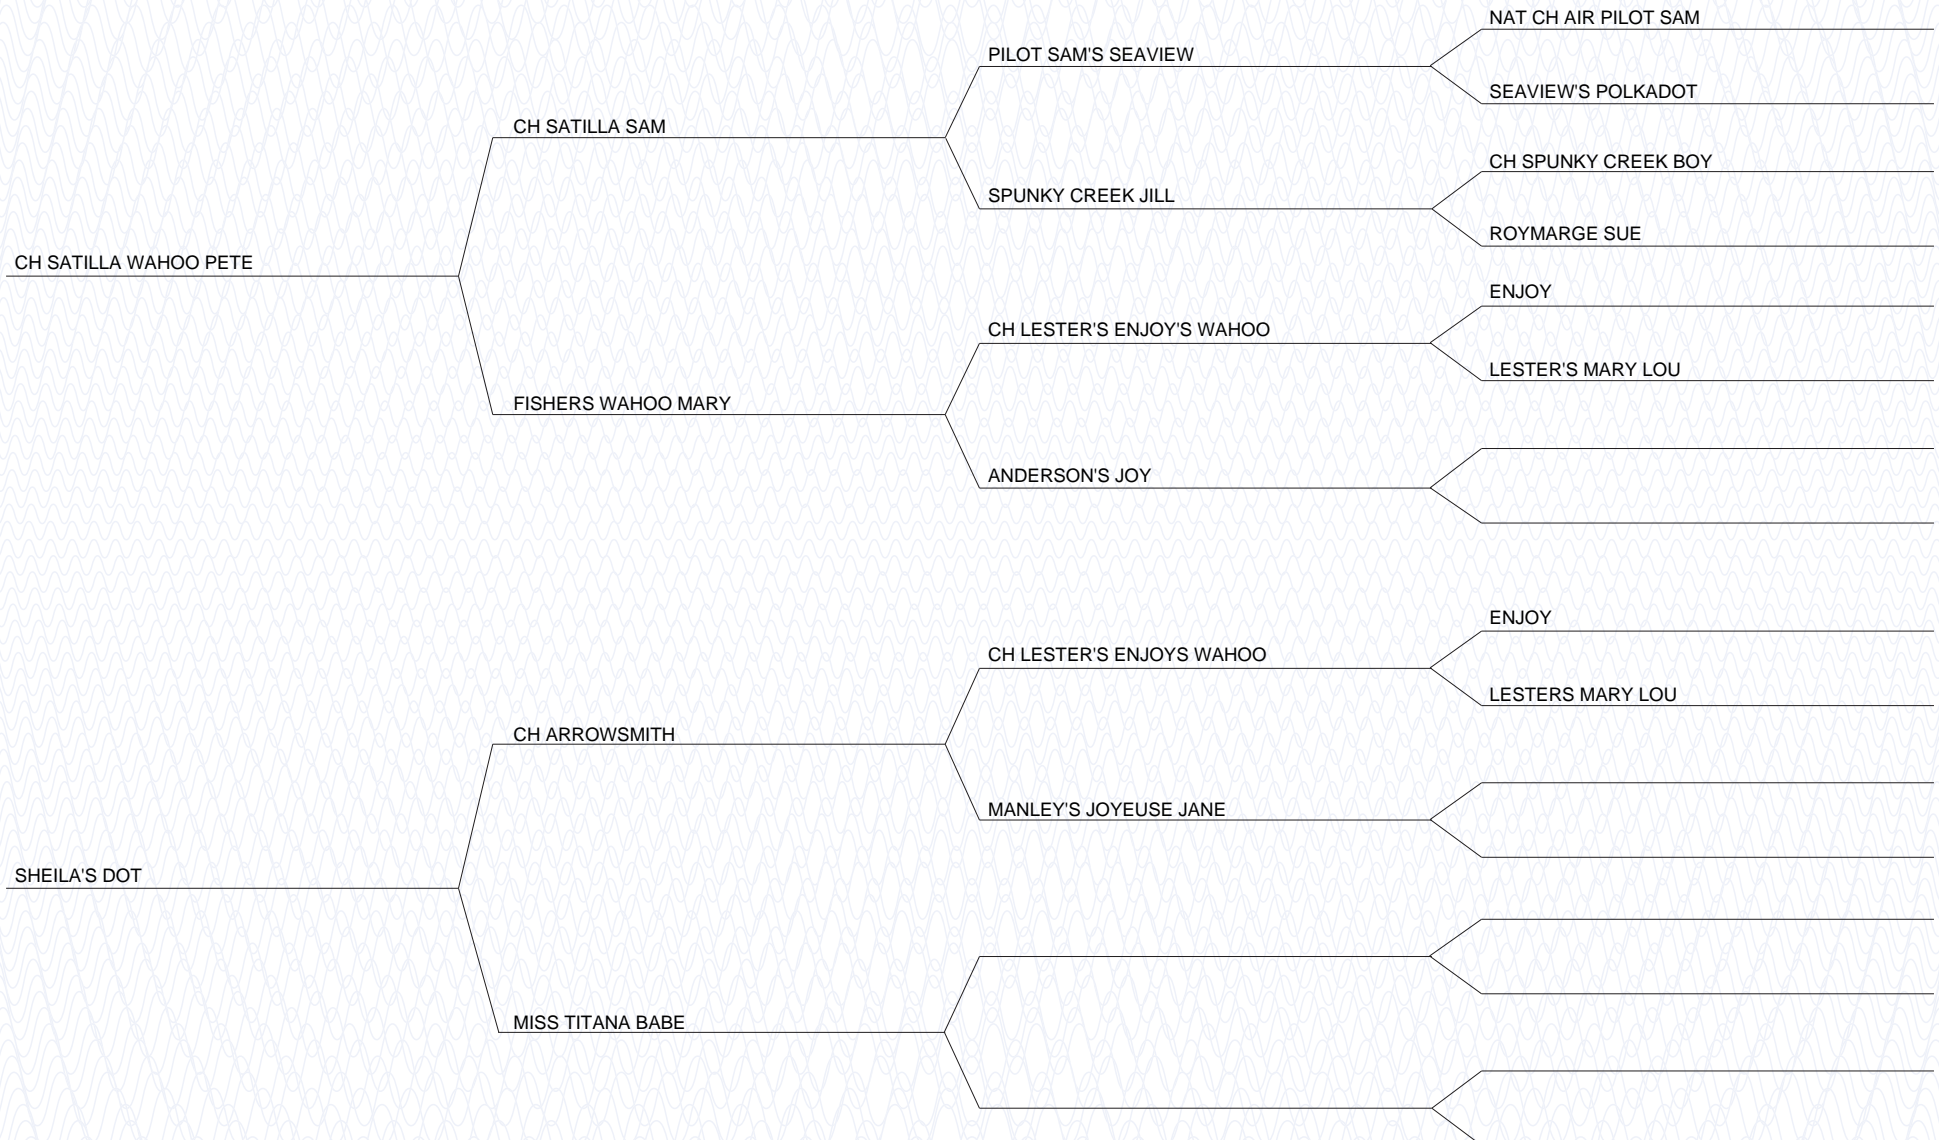 NAT CH AIR PILOT SAM
PILOT SAM'S SEAVIEW
SEAVIEW'S POLKADOT
CH SATILLA SAM
CH SPUNKY CREEK BOY
SPUNKY CREEK JILL
ROYMARGE SUE
CH SATILLA WAHOO PETE
ENJOY
CH LESTER'S ENJOY'S WAHOO
LESTER'S MARY LOU
FISHERS WAHOO MARY
ANDERSON'S JOY
ENJOY
CH LESTER'S ENJOYS WAHOO
LESTERS MARY LOU
CH ARROWSMITH
MANLEY'S JOYEUSE JANE
SHEILA'S DOT
MISS TITANA BABE